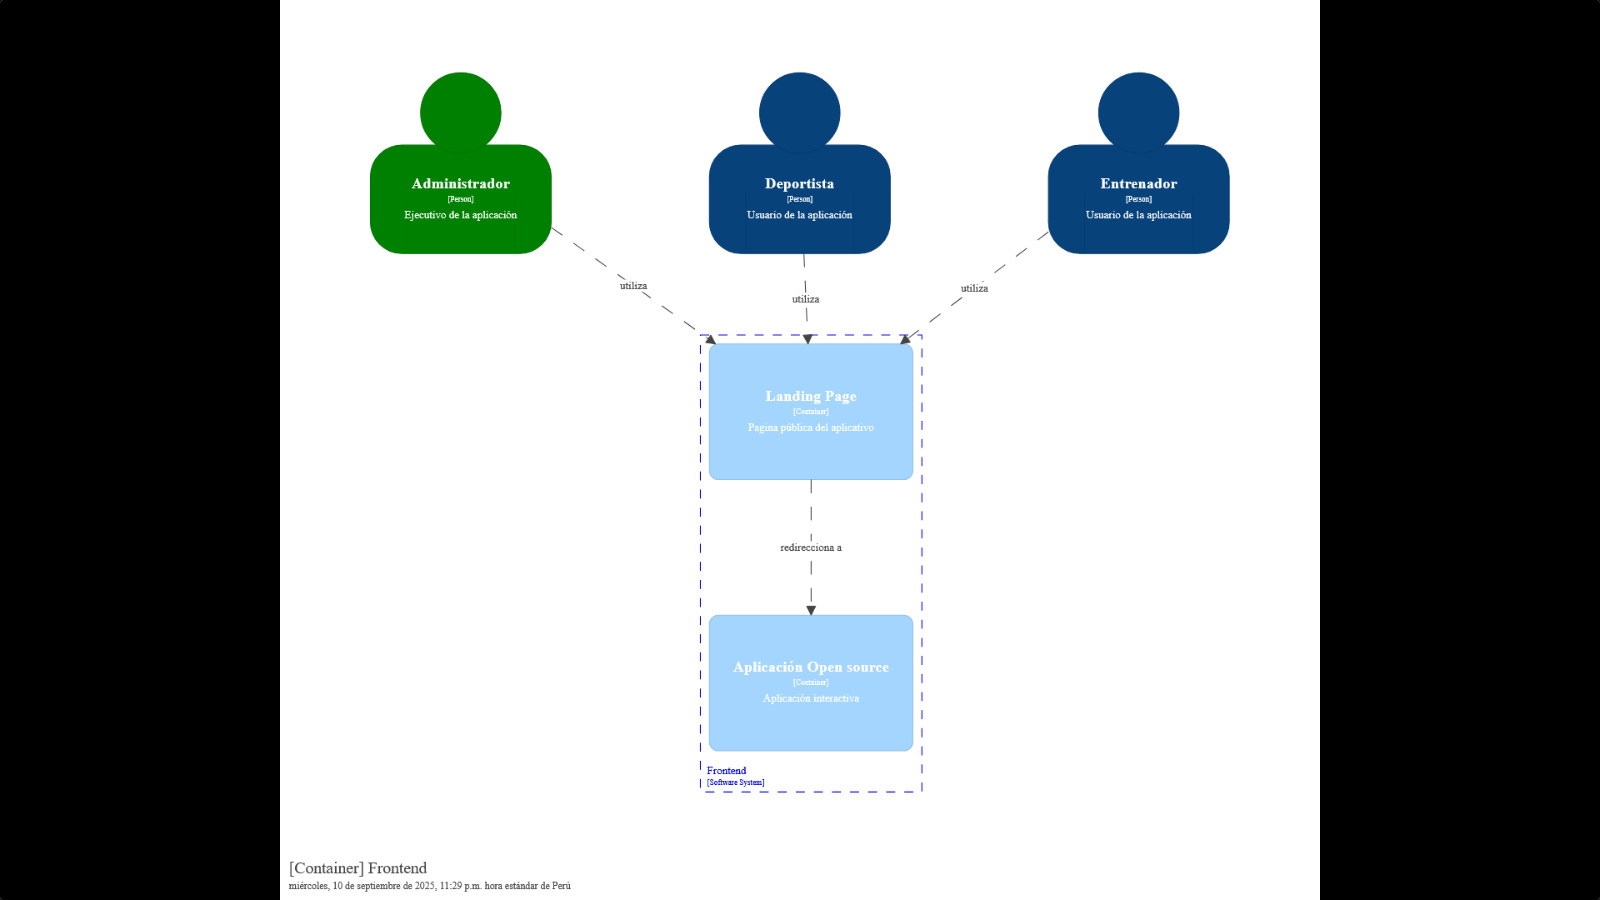 Administrador
[Person]
Ejecutivo de la aplicación
Deportista
[Person]
Usuario de la aplicación
Entrenador
[Person]
Usuario de la aplicación
utiliza
utiliza
utiliza
Landing Page
[Container]
Pagina pública del aplicativo
redirecciona a
Aplicación Open source
[Container]
Aplicación interactiva
Frontend
[Software System]
[Container] Frontend
miércoles, 10 de septiembre de 2025, 11:29 p.m. hora estándar de Perú